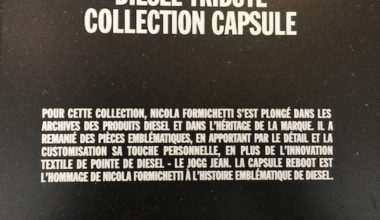 DIESEL TRIBUTE
COLLECTION CAPSULE
POUR CETTE COLLECTION, NICOLA FORMICHETTI S'EST PLONGÉ DANS LES
ARCHIVES DES PRODUITS DIESEL ET DANS L'HÉRITAGE DE LA MARQUE. IL A
REMANIÉ DES PIÈCES EMBLÉMATIQUES, EN APPORTANT PAR LE DÉTAIL ET LA
CUSTOMISATION SA TOUCHE PERSONNELLE, EN PLUS DE L'INNOVATION
TEXTILE DE POINTE DE DIESEL - LE JOGG JEAN. LA CAPSULE REBOOT EST
L'HOMMAGE DE NICOLA FORMICHETTI À L'HISTOIRE EMBLÉMATIQUE DE DIESEL.